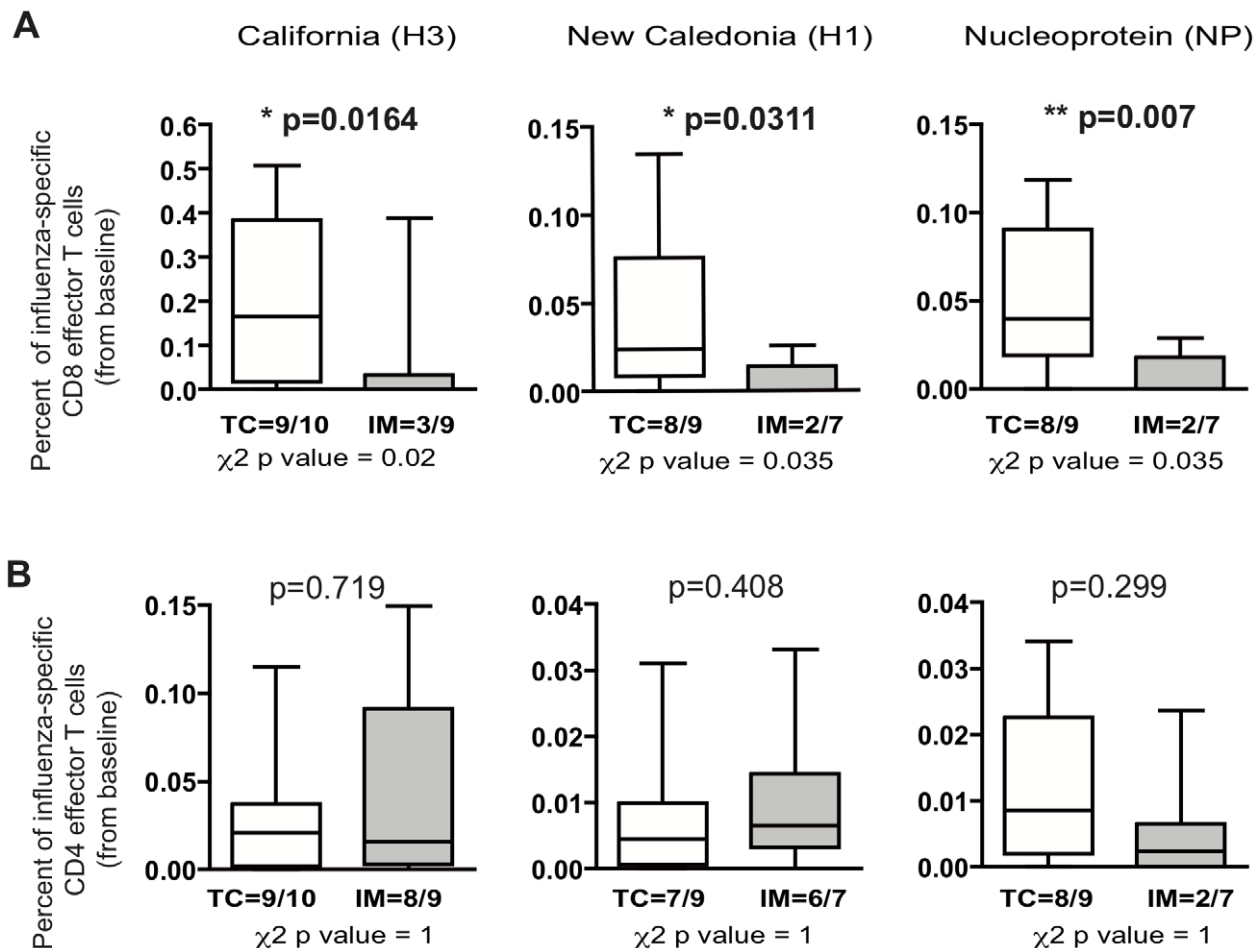 A
California (H3)
New Caledonia (H1)
Nucleoprotein (NP)
Percent of influenza-specific
CD8 effector T cells
(from baseline)
* p=0.0164
0.6
0.5
0.4
0.3
0.2
0.1
0.0
TC=9/10 IM=3/9
χ2 p value = 0.02
* p=0.0311
0.15
0.10
0.05
0.00
TC=8/9 IM=2/7
χ2 p value = 0.035
** p=0.007
0.15
0.10
0.05
0.00
TC=8/9 IM=2/7
χ2 p value = 0.035
B
Percent of influenza-specific
CD4 effector T cells
(from baseline)
p=0.719
0.15
0.10
0.05
0.00
TC=9/10 IM=8/9
χ2 p value = 1
p=0.408
0.04
0.03
0.02
0.01
0.00
TC=7/9 IM=6/7
χ2 p value = 1
p=0.299
0.04
0.03
0.02
0.01
0.00
TC=8/9 IM=2/7
χ2 p value = 1